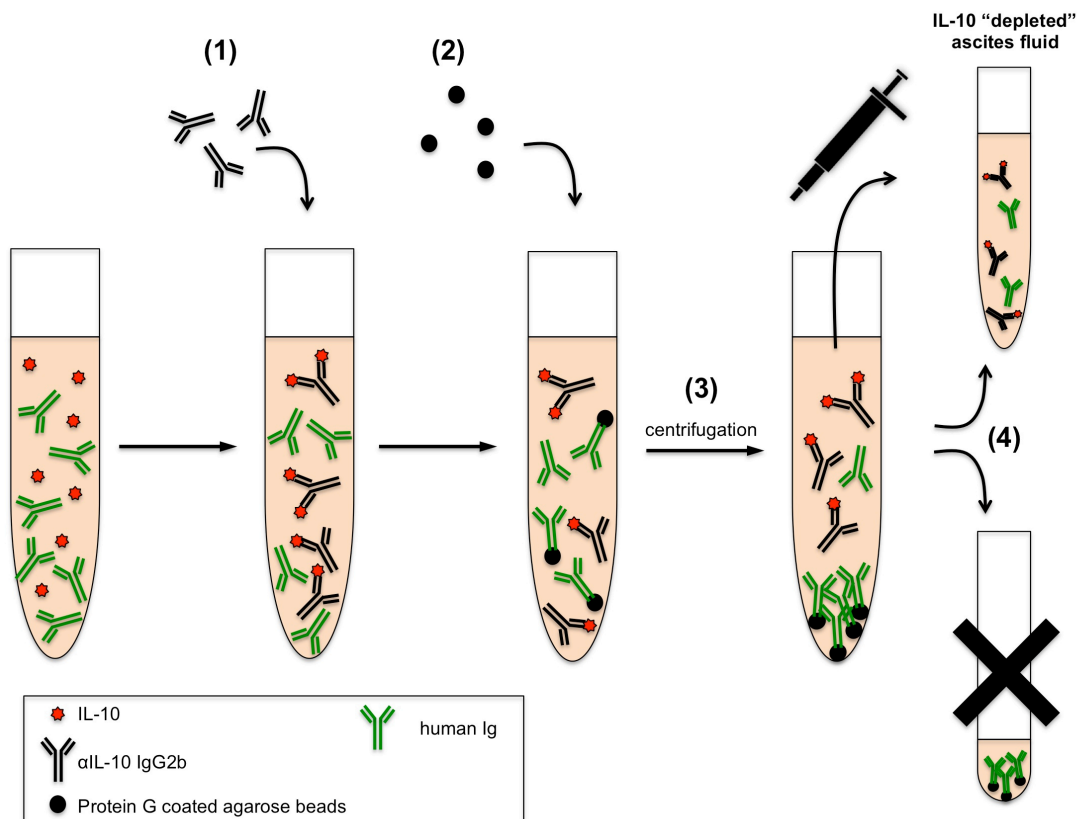 IL-10 “depleted”
ascites fluid
(1)
(2)
(3)
centrifugation
(4)
IL-10
human Ig
αIL-10 IgG2b
Protein G coated agarose beads